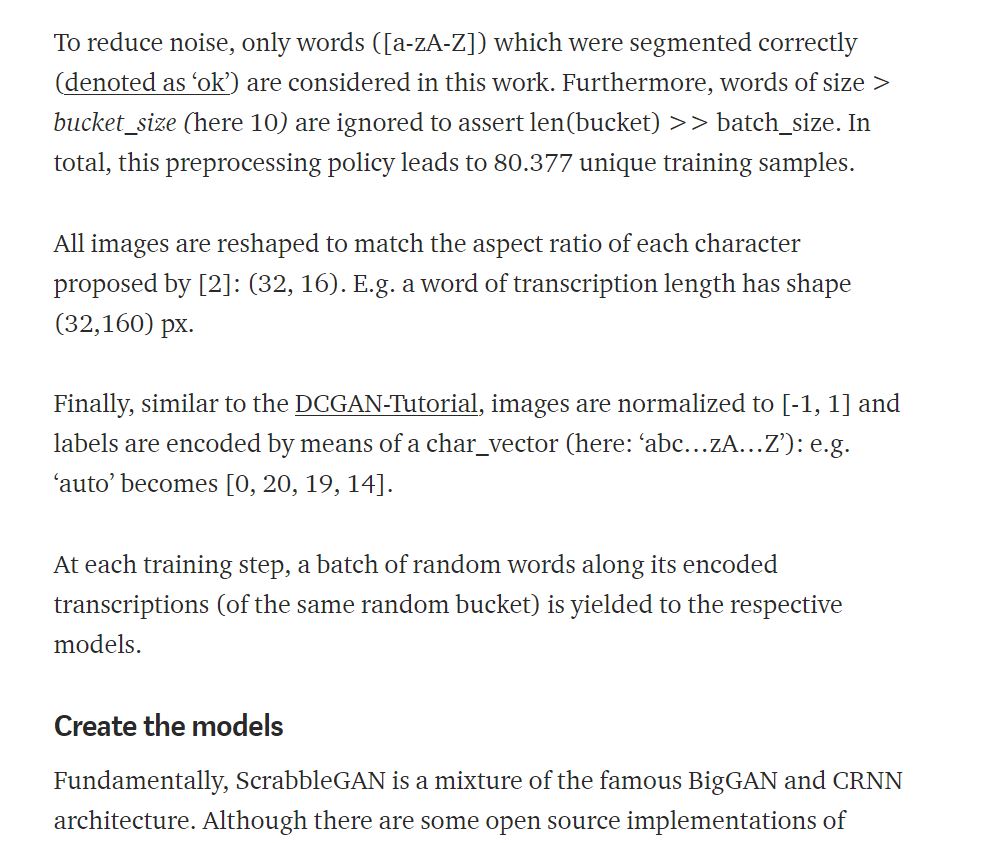 To reduce noise, only words ([a-zA-Z]) which were segmented correctly
(denoted as ‘ok’) are considered in this work. Furthermore, words of size >
bucket_size (here 10) are ignored to assert len(bucket) >> batch_size. In
total, this preprocessing policy leads to 80.377 unique training samples.
All images are reshaped to match the aspect ratio of each character
proposed by [2]: (32, 16). E.g. a word of transcription length has shape
(32,160) px.
Finally, similar to the DCGAN-Tutorial, images are normalized to [-1, 1] and
labels are encoded by means of a char_vector (here: ‘abc…zA…Z’): e.g.
‘auto’ becomes [0, 20, 19, 14].
At each training step, a batch of random words along its encoded
transcriptions (of the same random bucket) is yielded to the respective
models.
Create the models
Fundamentally, ScrabbleGAN is a mixture of the famous BigGAN and CRNN
architecture. Although there are some open source implementations of